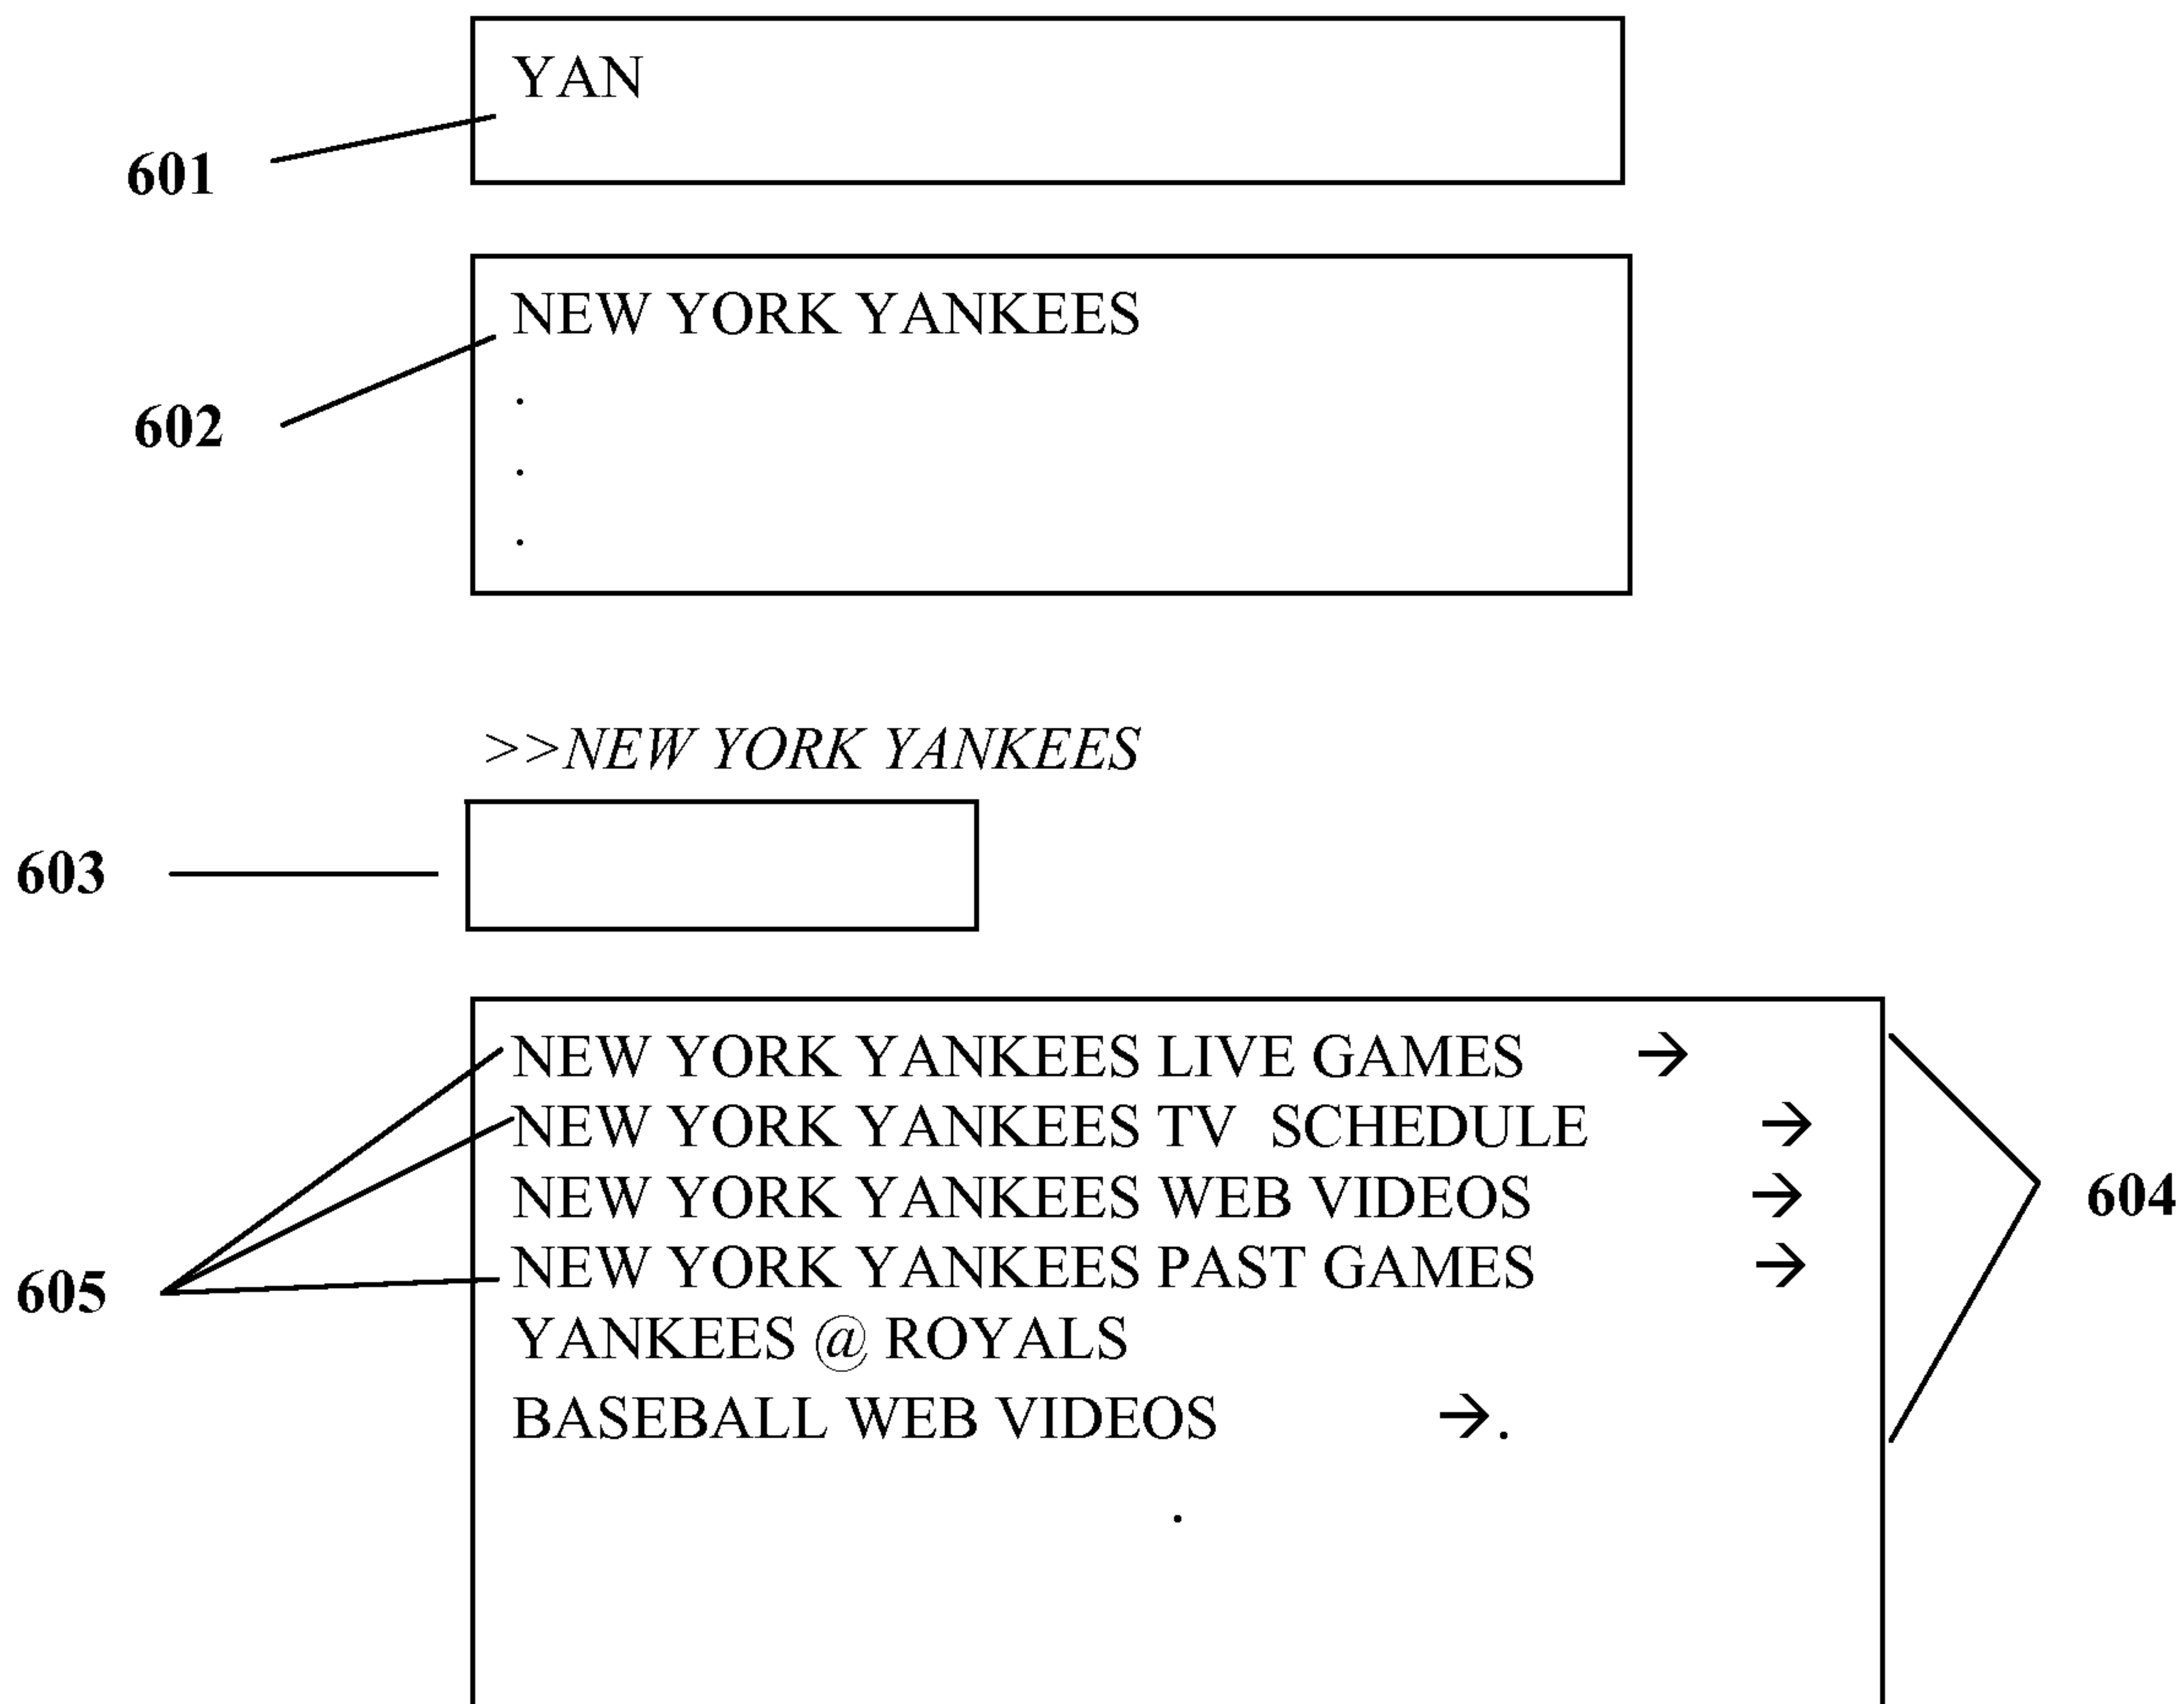 YAN
601
NEW YORK YANKEES
602
.
.
.
>>NEW YORK YANKEES
603
NEW YORK YANKEES LIVE GAMES →
NEW YORK YANKEES TV SCHEDULE →
NEW YORK YANKEES WEB VIDEOS →
604
NEW YORK YANKEES PAST GAMES →
605
YANKEES @ ROYALS
BASEBALL WEB VIDEOS →.
.